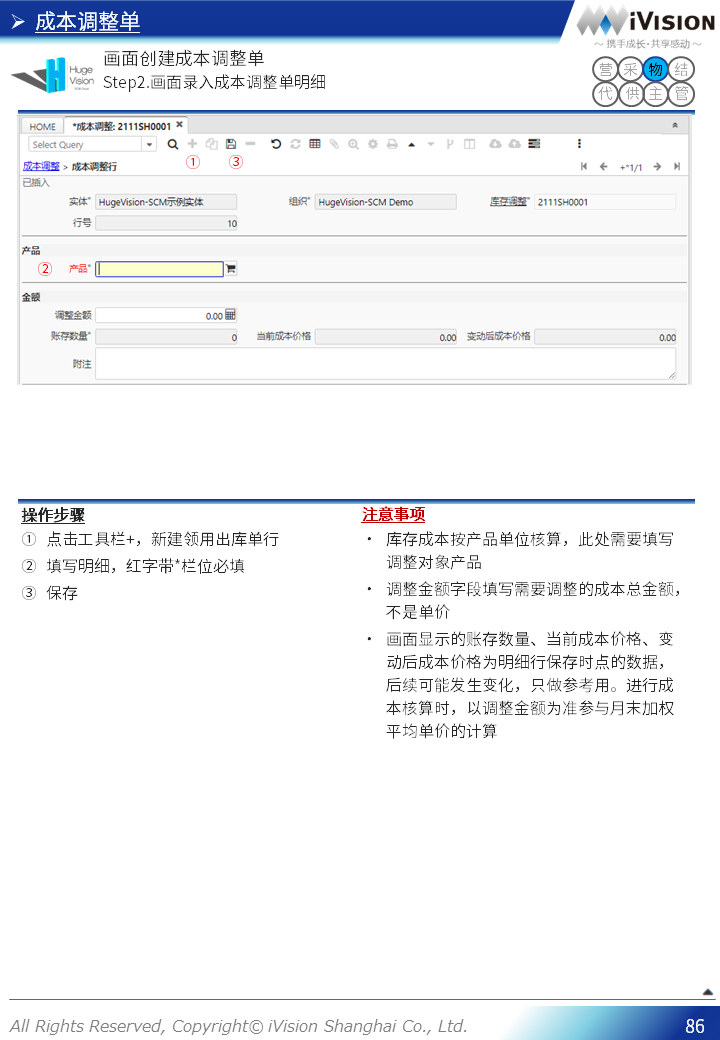 成本调整单
iVISION
～ 携手成长·共享感动 ～
Huge
Vision
画面创建成本调整单
Step2.画面录入成本调整单明细
营 采 物 结
代 供 主 管
HOME *成本调整: 2111SH0001
Select Query
① ③
成本调整 > 成本调整行
+*1/1
已插入
实体* HugeVision-SCM示例实体 组织* HugeVision-SCM Demo 库存调整* 2111SH0001
行号 10
产品
② 产品*
金额
调整金额 0.00
账存数量* 0 当前成本价格 0.00 变动后成本价格 0.00
附注
操作步骤
① 点击工具栏+，新建领用出库单行
② 填写明细，红字带*栏位必填
③ 保存
注意事项
・ 库存成本按产品单位核算，此处需要填写
调整对象产品
・ 调整金额字段填写需要调整的成本总金额，
不是单价
・ 画面显示的账存数量、当前成本价格、变
动后成本价格为明细行保存时点的数据，
后续可能发生变化，只做参考用。进行成
本核算时，以调整金额为准参与月末加权
平均单价的计算
All Rights Reserved, Copyright© iVision Shanghai Co., Ltd.
86